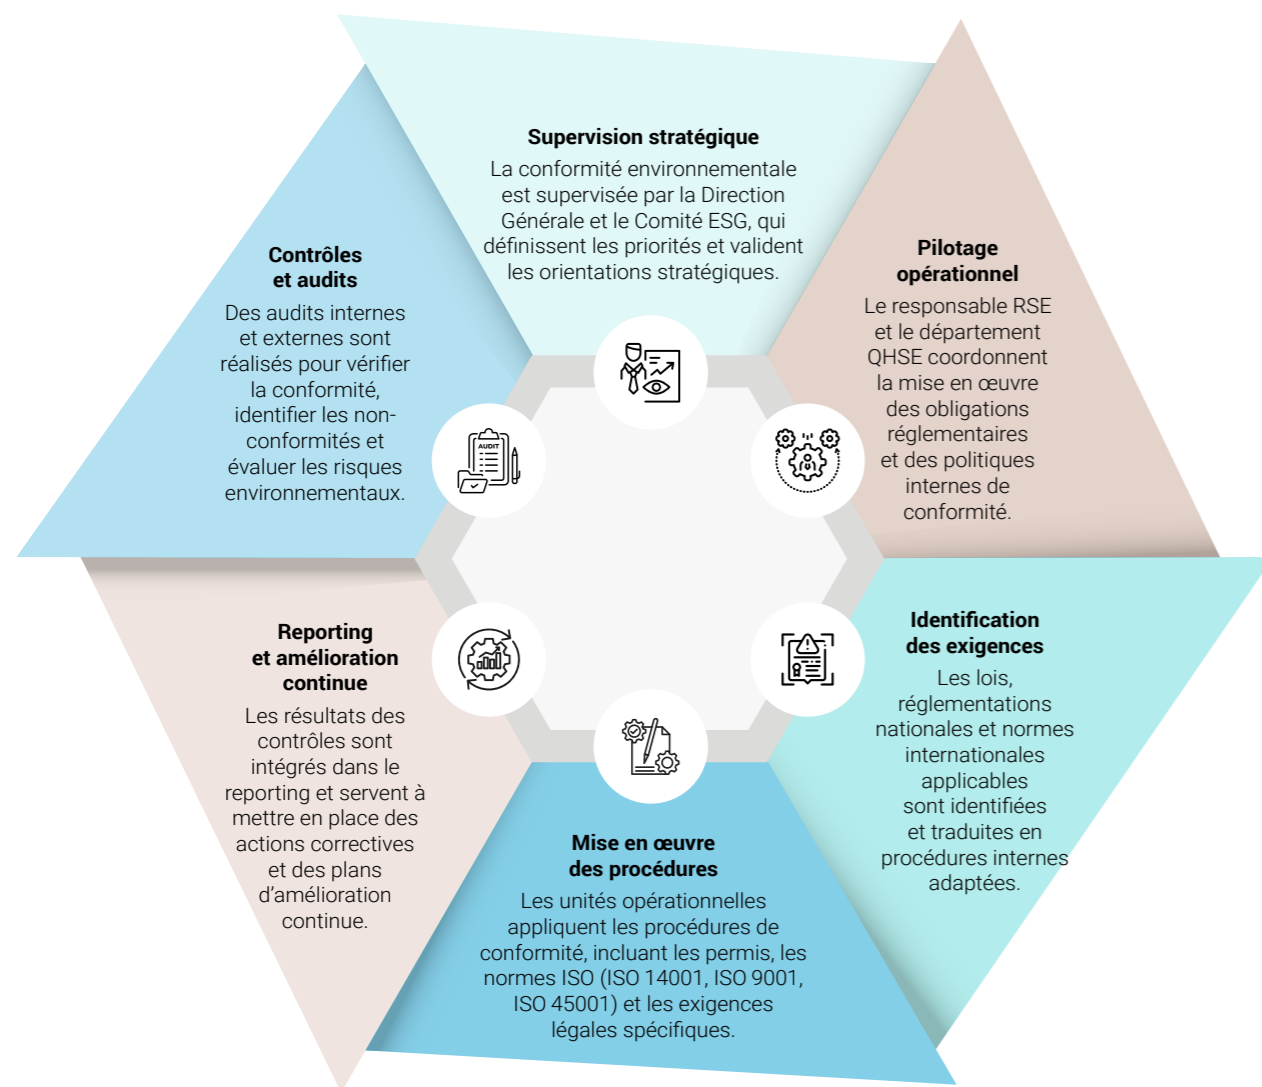 Supervision stratégique
La conformité environnementale
est supervisée par la Direction
Générale et le Comité ESG, qui
définissent les priorités et valident
les orientations stratégiques.
Pilotage
opérationnel
Le responsable RSE
et le département
QHSE coordonnent
la mise en œuvre
des obligations
réglementaires
et des politiques
internes de
conformité.
Identification
des exigences
Les lois,
réglementations
nationales et normes
internationales
applicables
sont identifiées
et traduites en
procédures internes
adaptées.
Mise en œuvre
des procédures
Les unités opérationnelles
appliquent les procédures de
conformité, incluant les permis, les
normes ISO (ISO 14001, ISO 9001,
ISO 45001) et les exigences
légales spécifiques.
Reporting
et amélioration
continue
Les résultats des
contrôles sont
intégrés dans le
reporting et servent à
mettre en place des
actions correctives
et des plans
d’amélioration
continue.
Contrôles
et audits
Des audits internes
et externes sont
réalisés pour vérifier
la conformité,
identifier les non-
conformités et
évaluer les risques
environnementaux.
AUDIT